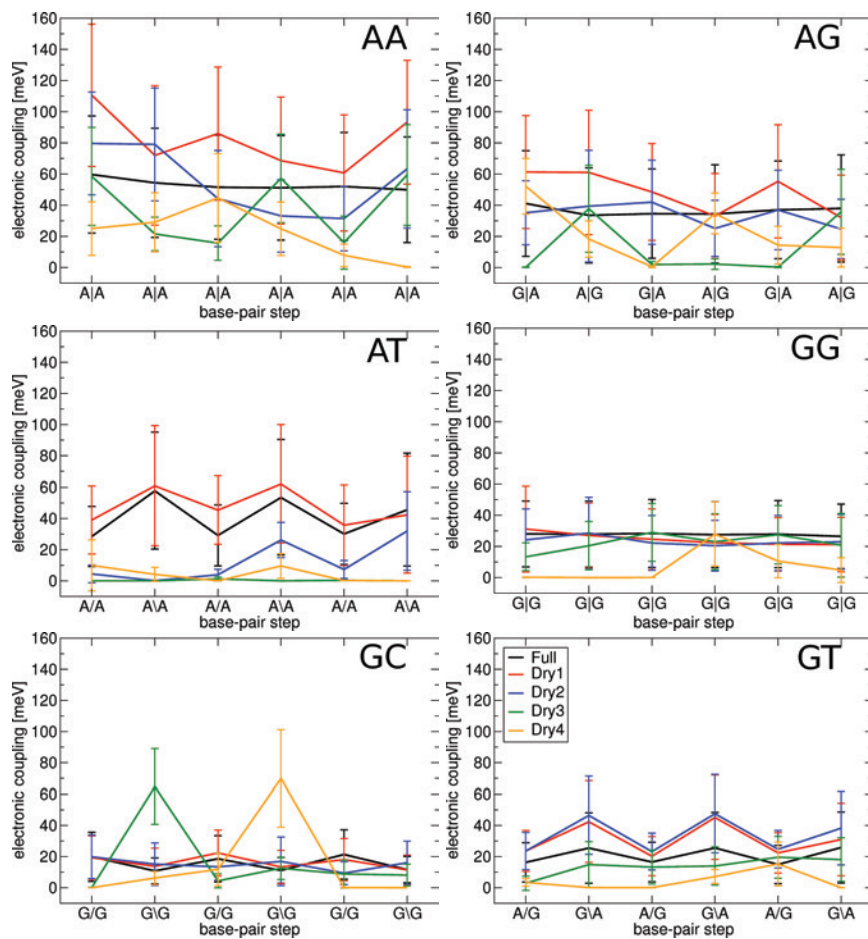 AA
160
140
120
100
80
60
40
20
0
electronic coupling [meV]
A|A A|A A|A A|A A|A A|A
base-pair step
AG
160
140
120
100
80
60
40
20
0
electronic coupling [meV]
G|A A|G G|A A|G G|A A|G
base-pair step
AT
160
140
120
100
80
60
40
20
0
electronic coupling [meV]
A/A A\A A/A A\A A/A A\A
base-pair step
GG
160
140
120
100
80
60
40
20
0
electronic coupling [meV]
G|G G|G G|G G|G G|G G|G
base-pair step
GC
160
140
120
100
80
60
40
20
0
electronic coupling [meV]
G/G G\G G/G G\G G/G G\G
base-pair step
GT
160
140
120
100
80
60
40
20
0
electronic coupling [meV]
Full
Dry1
Dry2
Dry3
Dry4
A/G G\A A/G G\A A/G G\A
base-pair step